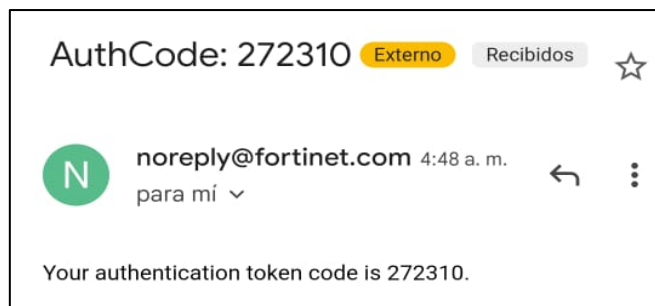 AuthCode: 272310 Externo Recibidos
N
noreply@fortinet.com 4:48 a. m.
para mí
Your authentication token code is 272310.